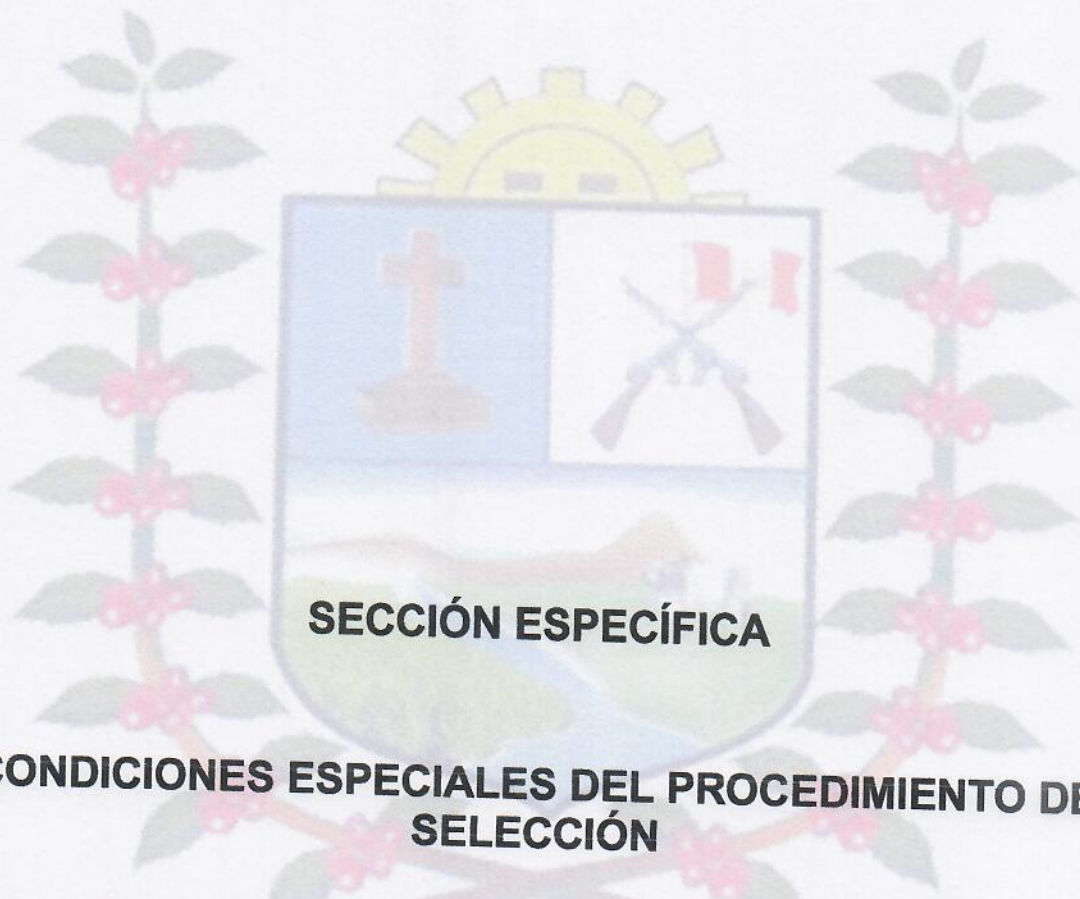 SECCIÓN ESPECÍFICA
CONDICIONES ESPECIALES DEL PROCEDIMIENTO DE
SELECCIÓN